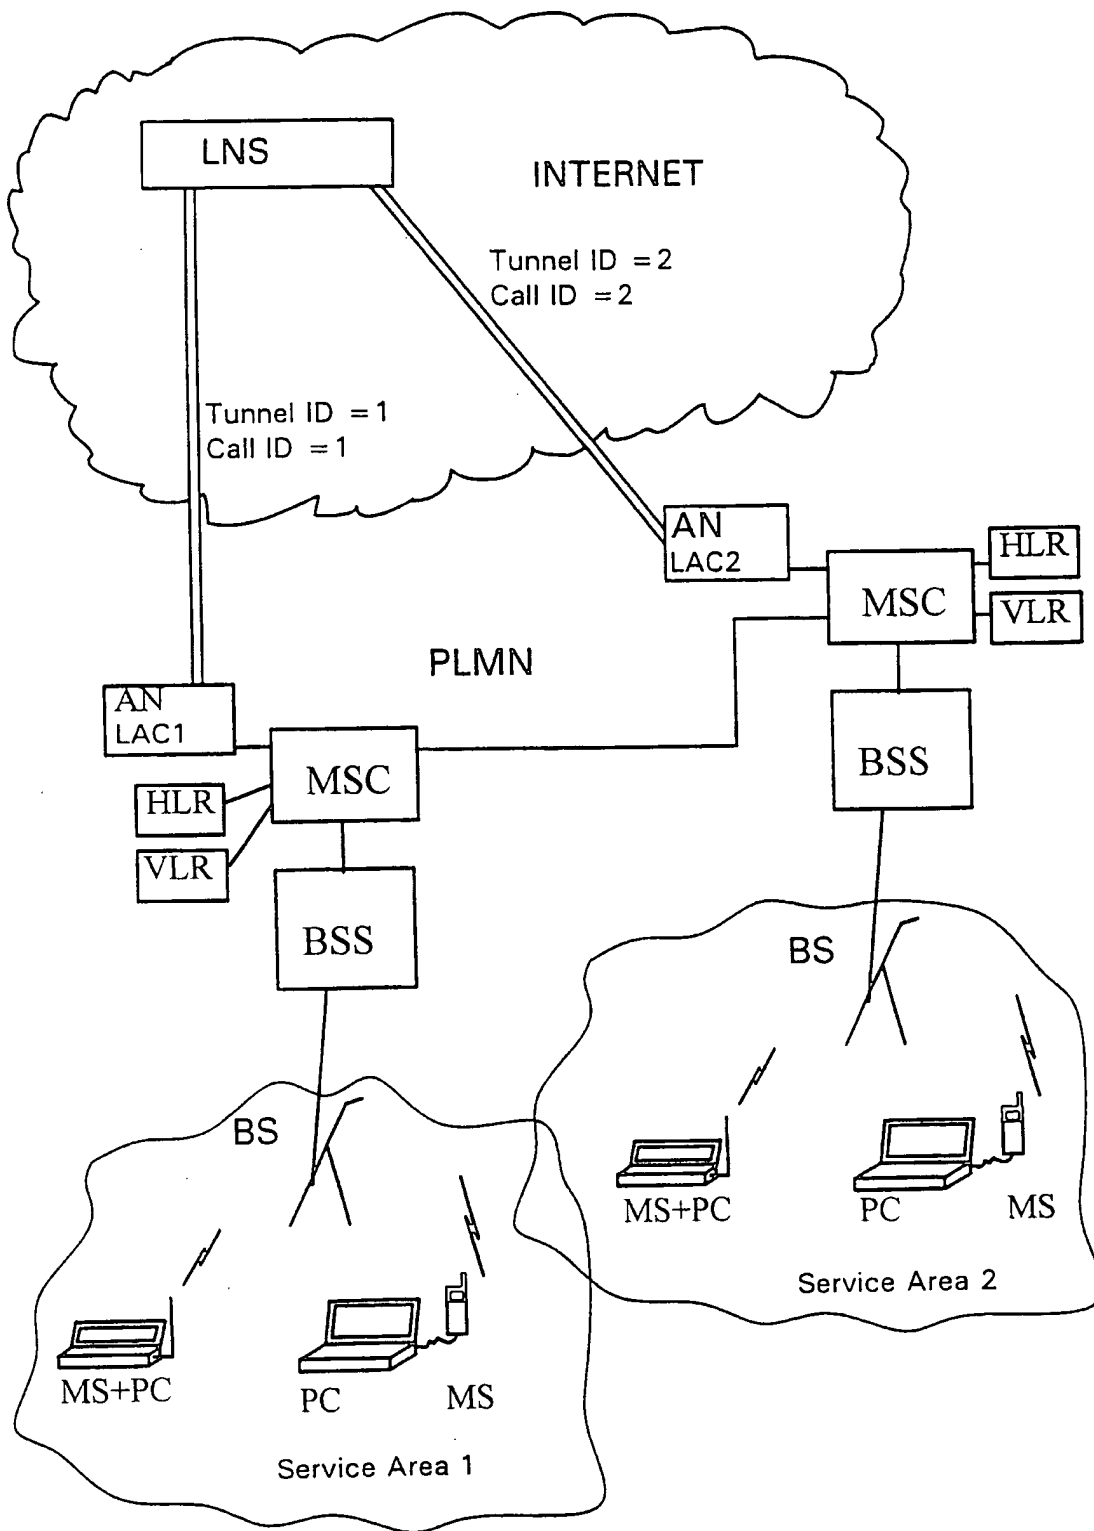 LNS
INTERNET
Tunnel ID = 2
Call ID = 2
Tunnel ID = 1
Call ID = 1
AN
LAC2
HLR
MSC
VLR
PLMN
AN
LAC1
BSS
MSC
HLR
VLR
BSS
BS
BS
MS+PC
PC
MS
Service Area 2
MS+PC
PC
MS
Service Area 1